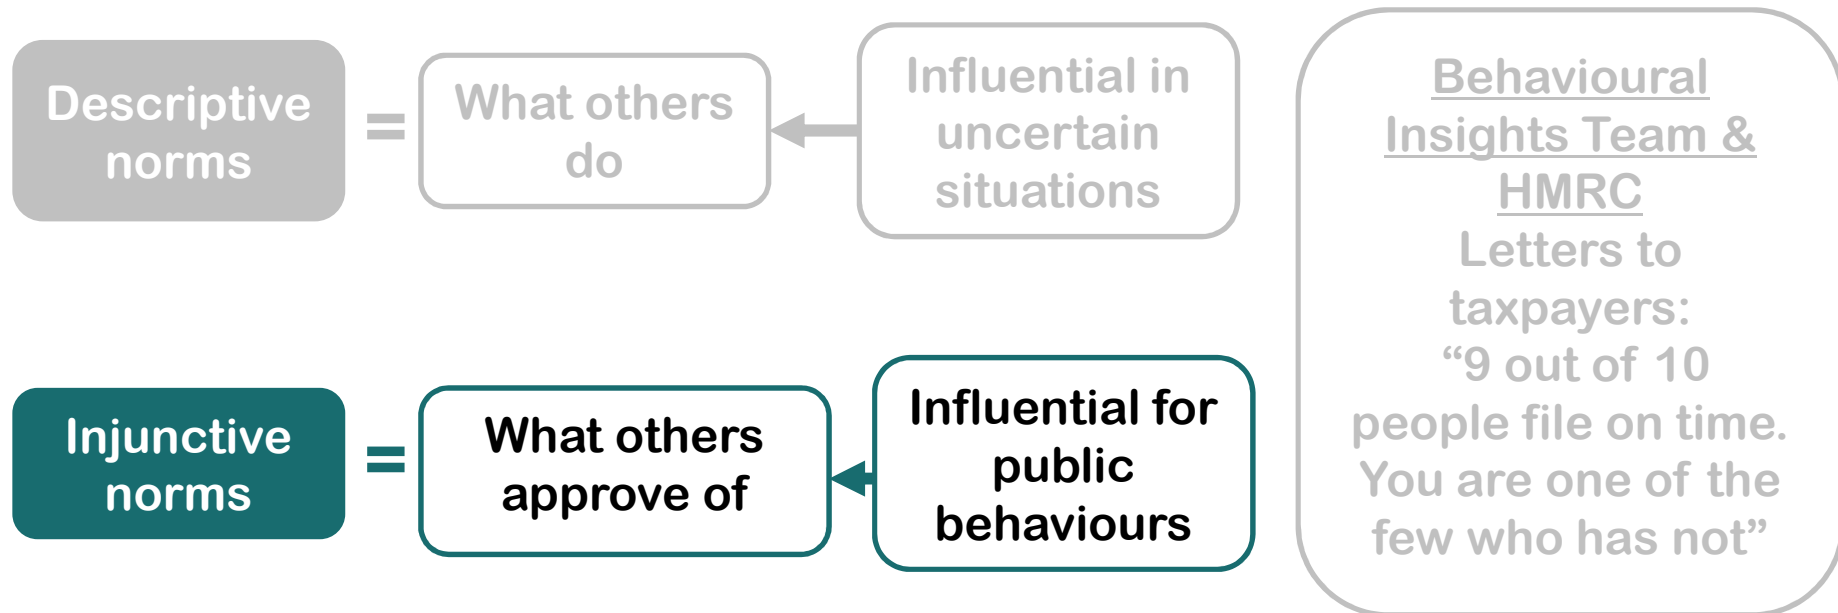 Descriptive
norms
=
What others
do
Influential in
uncertain
situations
Injunctive
norms
=
What others
approve of
Influential for
public
behaviours
Behavioural
Insights Team &
HMRC
Letters to
taxpayers:
“9 out of 10
people file on time.
You are one of the
few who has not”